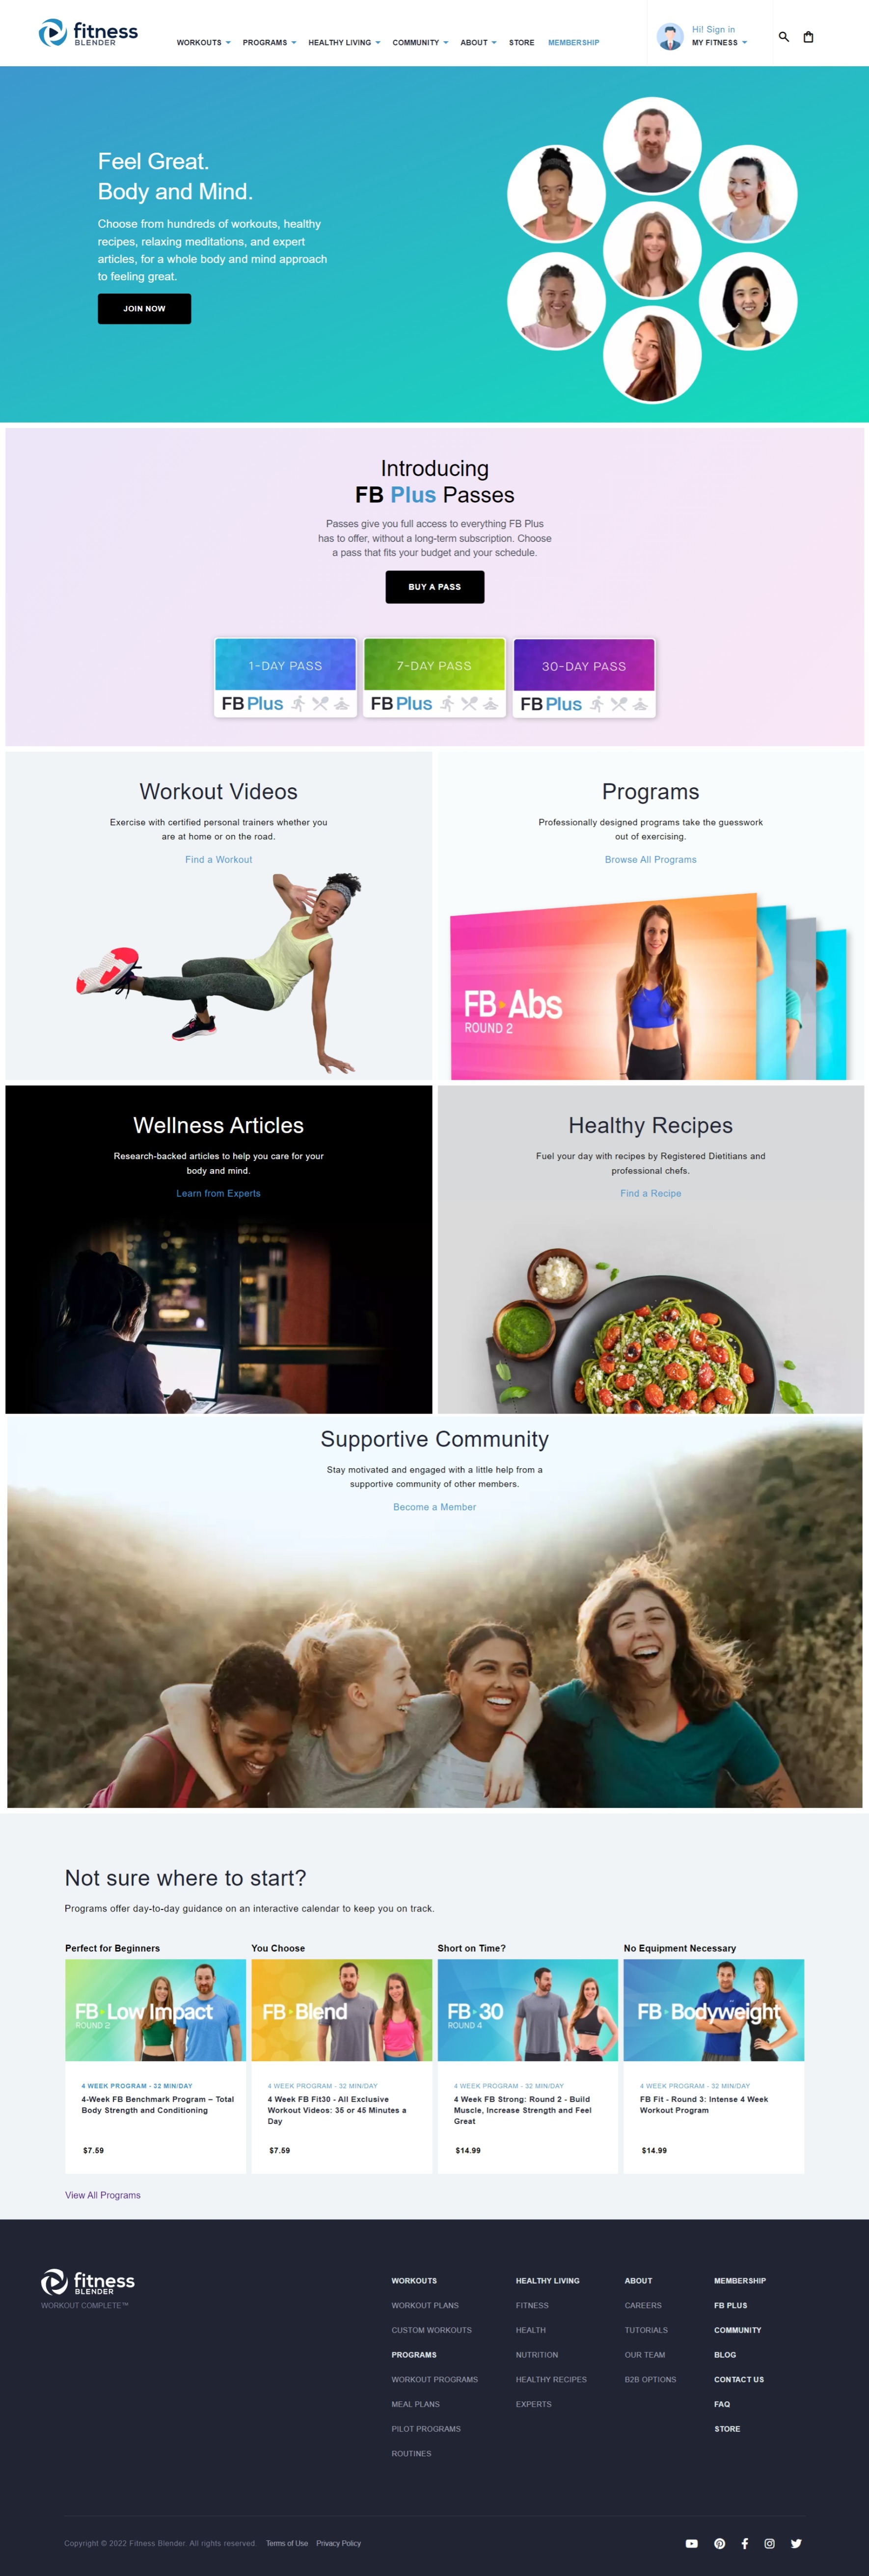 fitness
BLENDER
WORKOUTS PROGRAMS HEALTHY LIVING COMMUNITY ABOUT STORE MEMBERSHIP
Hi! Sign in
MY FITNESS
Feel Great.
Body and Mind.
Choose from hundreds of workouts, healthy
recipes, relaxing meditations, and expert
articles, for a whole body and mind approach
to feeling great.
JOIN NOW
Introducing
FB Plus Passes
Passes give you full access to everything FB Plus
has to offer, without a long-term subscription. Choose
a pass that fits your budget and your schedule.
BUY A PASS
1-DAY PASS
FB Plus
7-DAY PASS
FB Plus
30-DAY PASS
FB Plus
Workout Videos
Exercise with certified personal trainers whether you
are at home or on the road.
Find a Workout
Programs
Professionally designed programs take the guesswork
out of exercising.
Browse All Programs
FB Abs
ROUND 2
Wellness Articles
Research-backed articles to help you care for your
body and mind.
Learn from Experts
Healthy Recipes
Fuel your day with recipes by Registered Dietitians and
professional chefs.
Find a Recipe
Supportive Community
Stay motivated and engaged with a little help from a
supportive community of other members.
Become a Member
Not sure where to start?
Programs offer day-to-day guidance on an interactive calendar to keep you on track.
Perfect for Beginners
FB Low Impact
ROUND 2
4 WEEK PROGRAM - 32 MIN/DAY
4-Week FB Benchmark Program – Total
Body Strength and Conditioning
$7.59
You Choose
FB Blend
4 WEEK PROGRAM - 32 MIN/DAY
4 Week FB Fit30 - All Exclusive
Workout Videos: 35 or 45 Minutes a
Day
$7.59
Short on Time?
FB 30
ROUND 4
4 WEEK PROGRAM - 32 MIN/DAY
4 Week FB Strong: Round 2 - Build
Muscle, Increase Strength and Feel
Great
$14.99
No Equipment Necessary
FB Bodyweight
4 WEEK PROGRAM - 32 MIN/DAY
FB Fit - Round 3: Intense 4 Week
Workout Program
$14.99
View All Programs
fitness
BLENDER
WORKOUT COMPLETE™
WORKOUTS
WORKOUT PLANS
CUSTOM WORKOUTS
PROGRAMS
WORKOUT PROGRAMS
MEAL PLANS
PILOT PROGRAMS
ROUTINES
HEALTHY LIVING
FITNESS
HEALTH
NUTRITION
HEALTHY RECIPES
EXPERTS
ABOUT
CAREERS
TUTORIALS
OUR TEAM
B2B OPTIONS
MEMBERSHIP
FB PLUS
COMMUNITY
BLOG
CONTACT US
FAQ
STORE
Copyright © 2022 Fitness Blender. All rights reserved. Terms of Use Privacy Policy